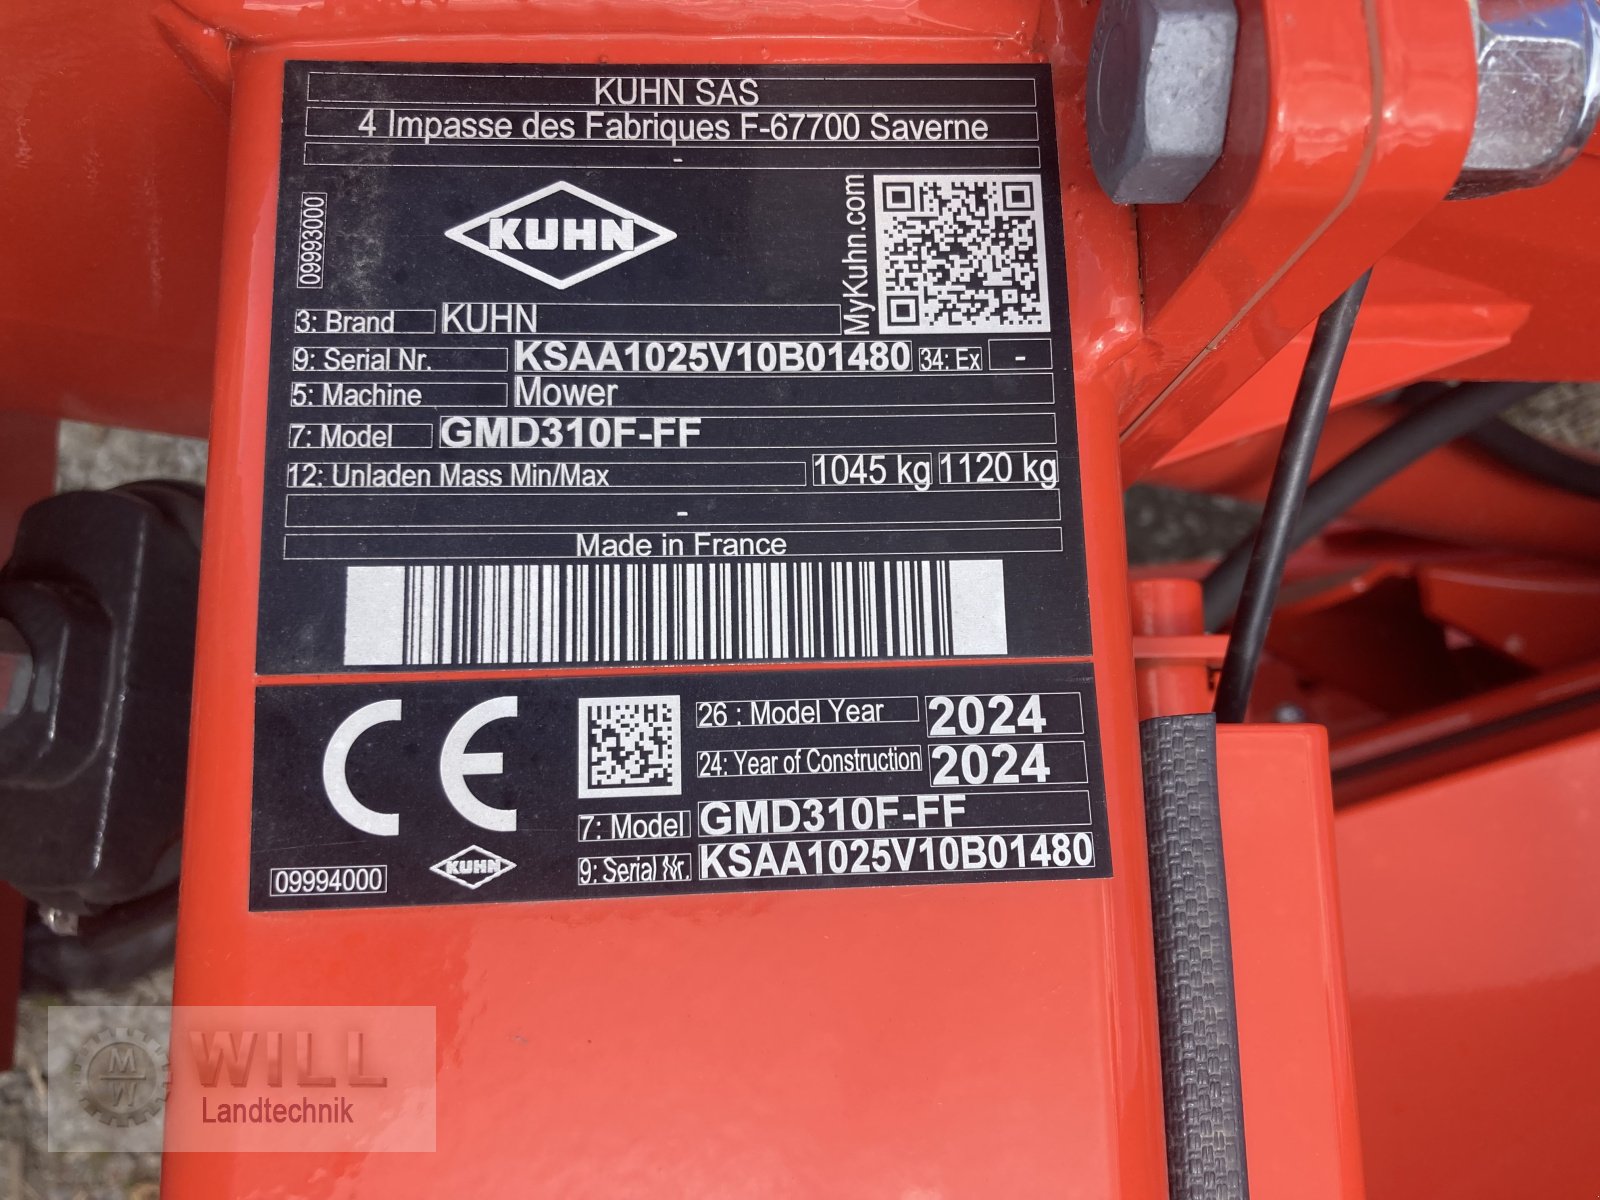 KUHN SAS
4 Impasse des Fabriques F-67700 Saverne
-
09993000
KUHN
MyKuhn.com
3: Brand KUHN
9: Serial Nr. KSAA1025V10B01480 34: Ex -
5: Machine Mower
7: Model GMD310F-FF
12: Unladen Mass Min/Max 1045 kg 1120 kg
-
Made in France
CE
26 : Model Year 2024
24: Year of Construction 2024
7: Model GMD310F-FF
9: Serial Nr. KSAA1025V10B01480
09994000
KUHN
MW
WILL
Landtechnik